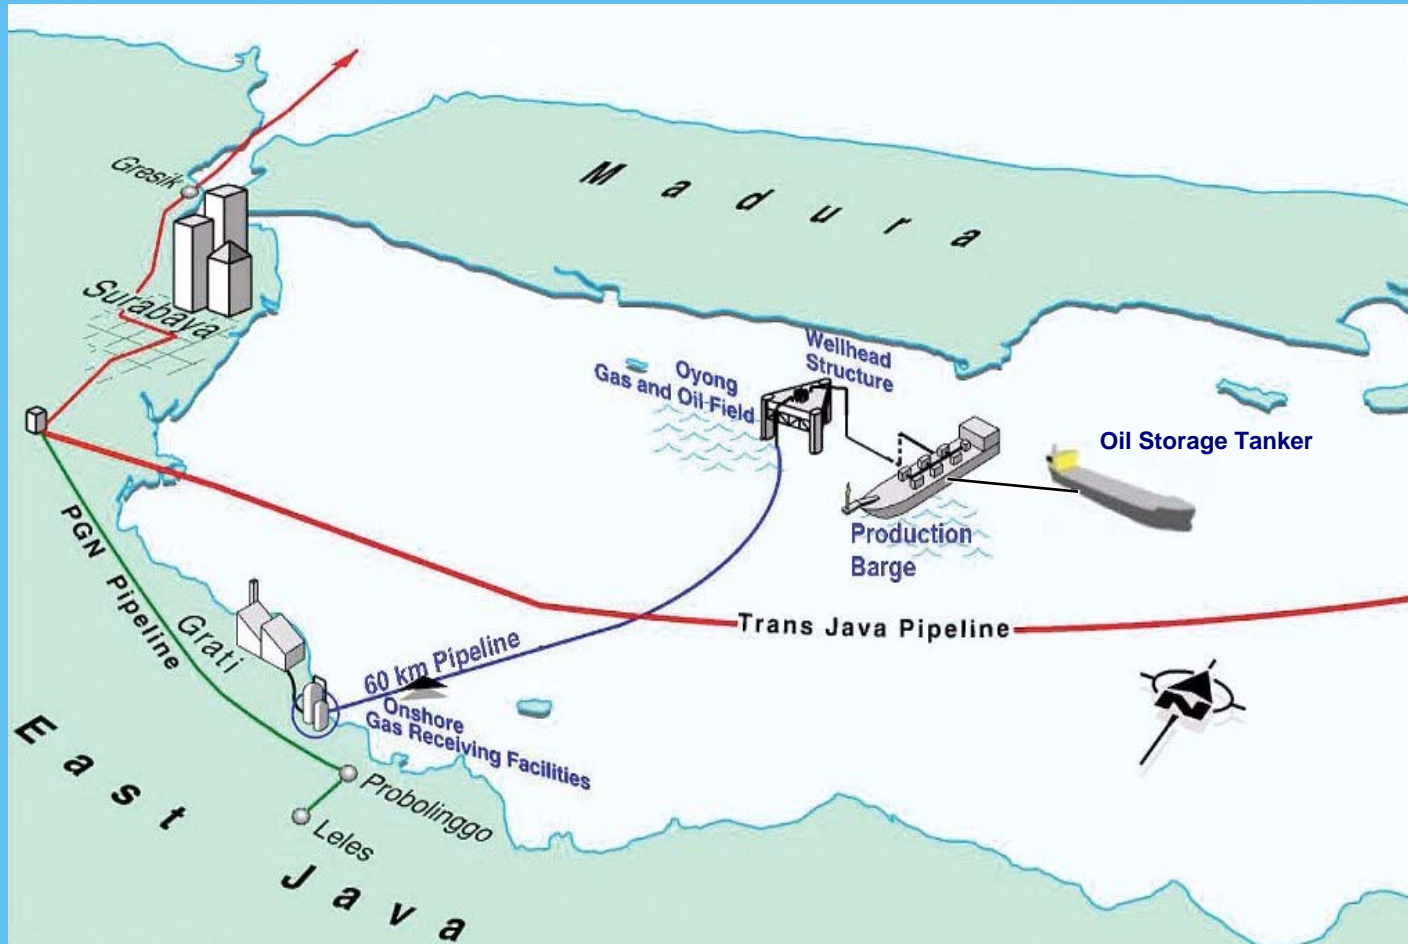 Gresik
Madura
Surabaya
Wellhead
Structure
Oyong
Gas and Oil Field
Oil Storage Tanker
Production
Barge
PGN Pipeline
Trans Java Pipeline
Grati
60 km Pipeline
Onshore
Gas Receiving Facilities
N
East Java
Probolinggo
Leles